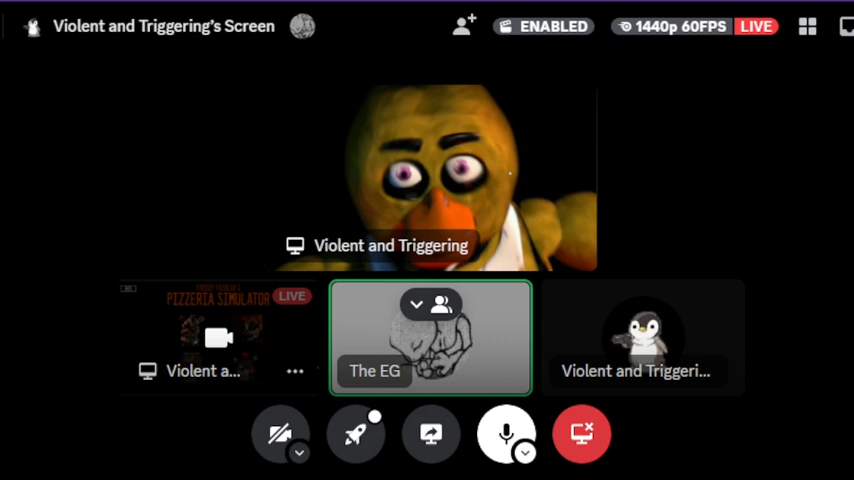 Violent and Triggering's Screen
ENABLED
1440p 60FPS
LIVE
Violent and Triggering
PIZZERIA SIMULATOR
LIVE
Violent a...
The EG
Violent and Triggeri...